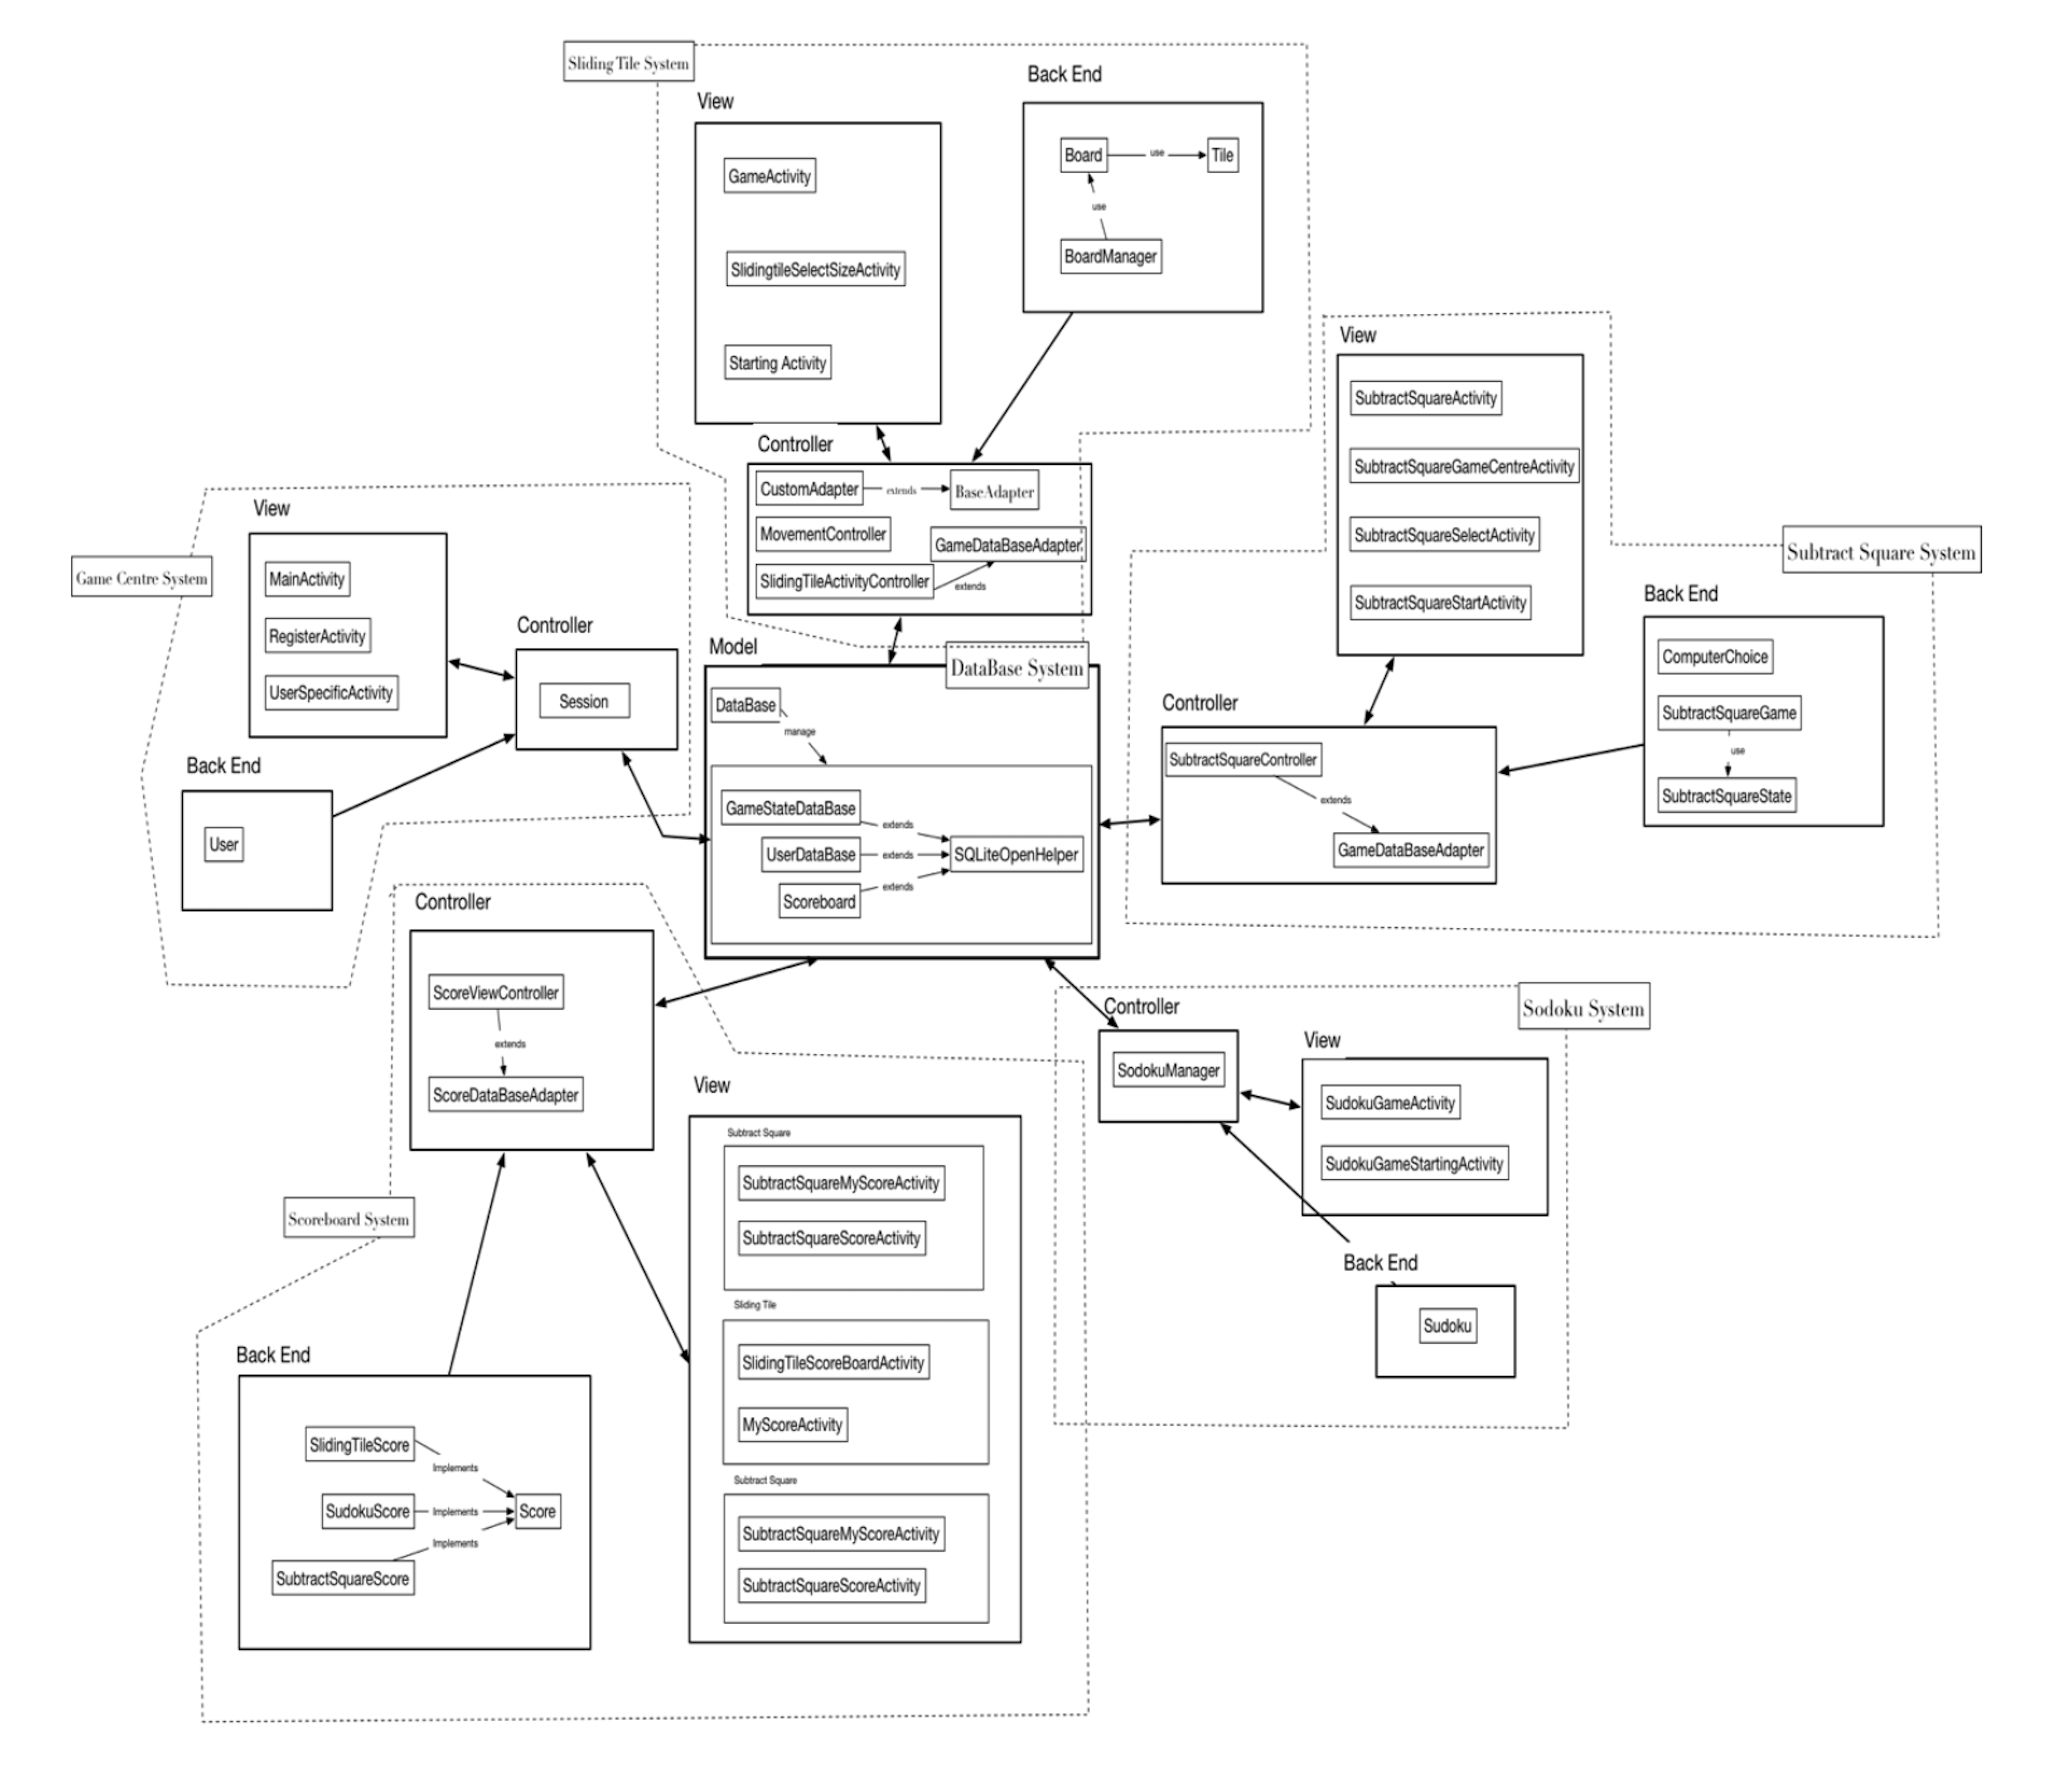 Sliding Tile System
View
GameActivity
SlidingtileSelectSizeActivity
Starting Activity
Back End
Board
use
Tile
use
BoardManager
Controller
CustomAdapter
extends
BaseAdapter
MovementController
GameDataBaseAdapter
SlidingTileActivityController
extends
Game Centre System
View
MainActivity
RegisterActivity
UserSpecificActivity
Controller
Session
Back End
User
Model
DataBase System
DataBase
manage
GameStateDataBase
extends
UserDataBase
extends
SQLiteOpenHelper
Scoreboard
extends
Subtract Square System
View
SubtractSquareActivity
SubtractSquareGameCentreActivity
SubtractSquareSelectActivity
SubtractSquareStartActivity
Back End
ComputerChoice
SubtractSquareGame
use
SubtractSquareState
Controller
SubtractSquareController
extends
GameDataBaseAdapter
Scoreboard System
Controller
ScoreViewController
extends
ScoreDataBaseAdapter
View
Subtract Square
SubtractSquareMyScoreActivity
SubtractSquareScoreActivity
Sliding Tile
SlidingTileScoreBoardActivity
MyScoreActivity
Subtract Square
SubtractSquareMyScoreActivity
SubtractSquareScoreActivity
Back End
SlidingTileScore
Implements
SudokuScore
Implements
Score
Implements
SubtractSquareScore
Sodoku System
Controller
SodokuManager
View
SudokuGameActivity
SudokuGameStartingActivity
Back End
Sudoku